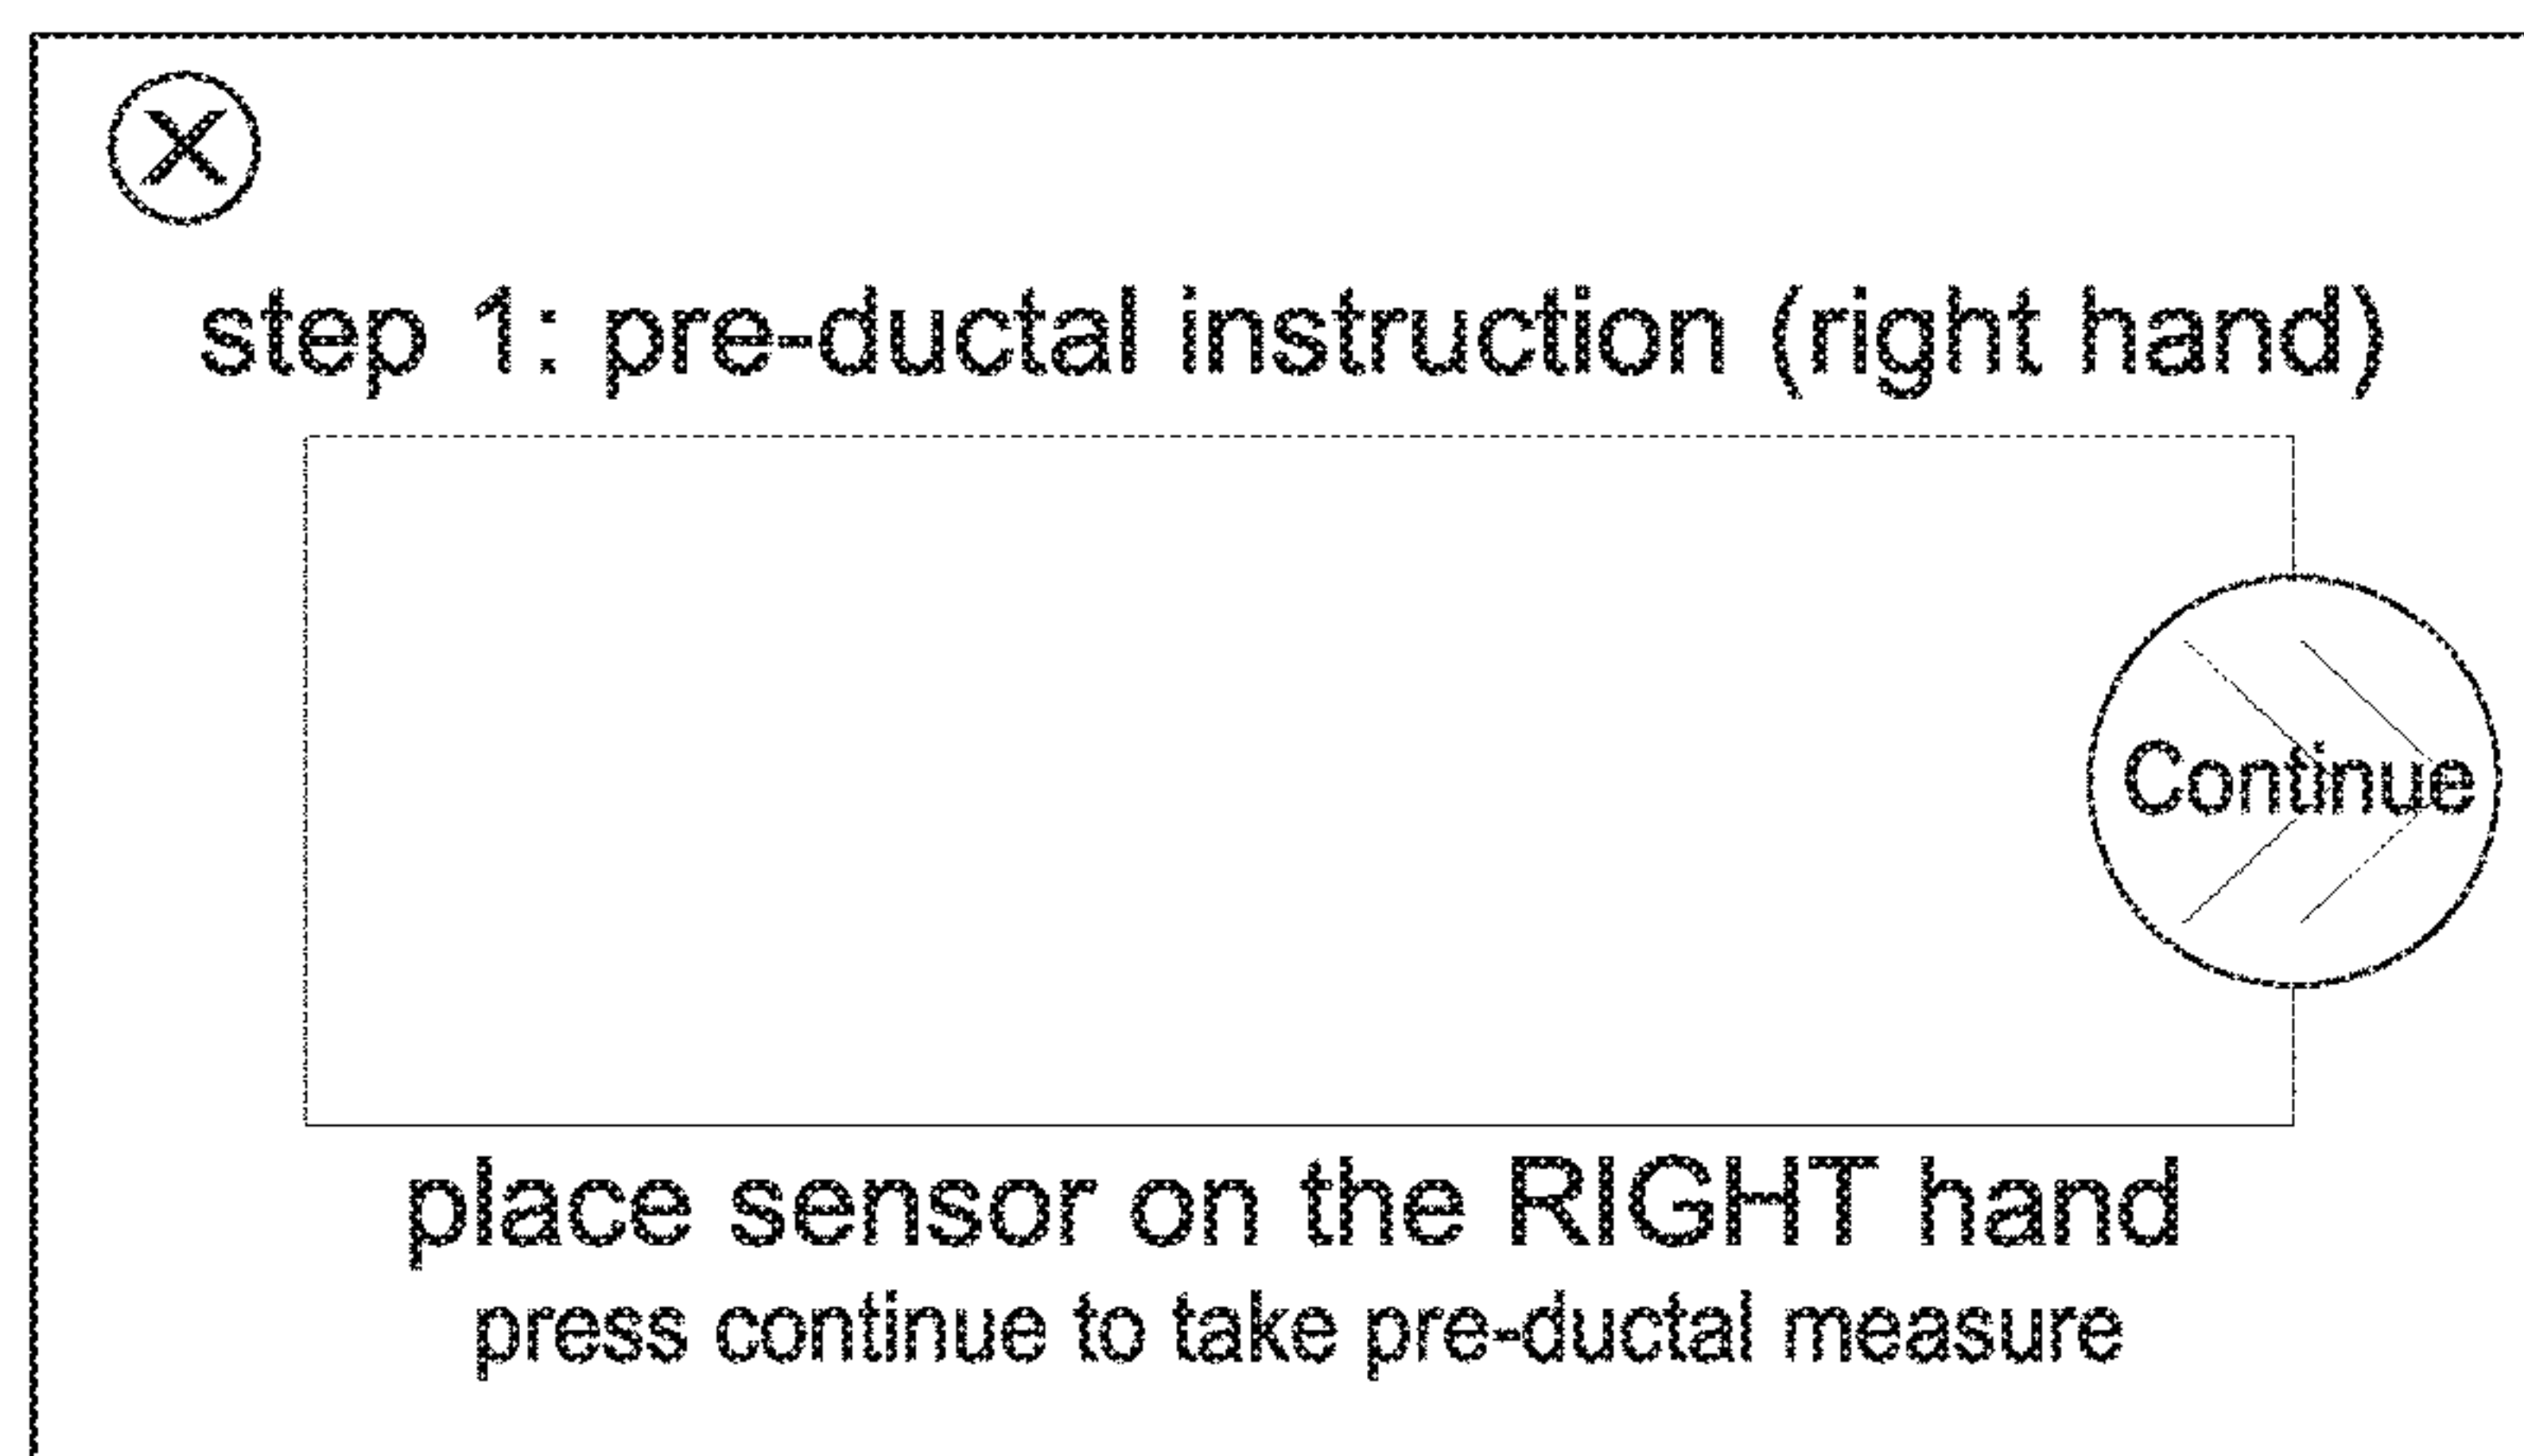 step 1: pre-ductal instruction (right hand)
Continue
place sensor on the RIGHT hand
press continue to take pre-ductal measure